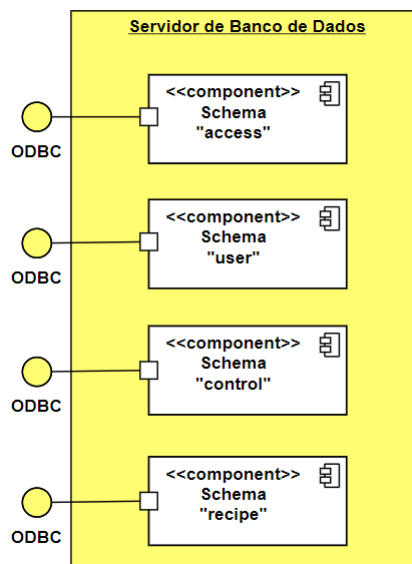 Servidor de Banco de Dados
<<component>>
Schema
"access"
ODBC
<<component>>
Schema
"user"
ODBC
<<component>>
Schema
"control"
ODBC
<<component>>
Schema
"recipe"
ODBC